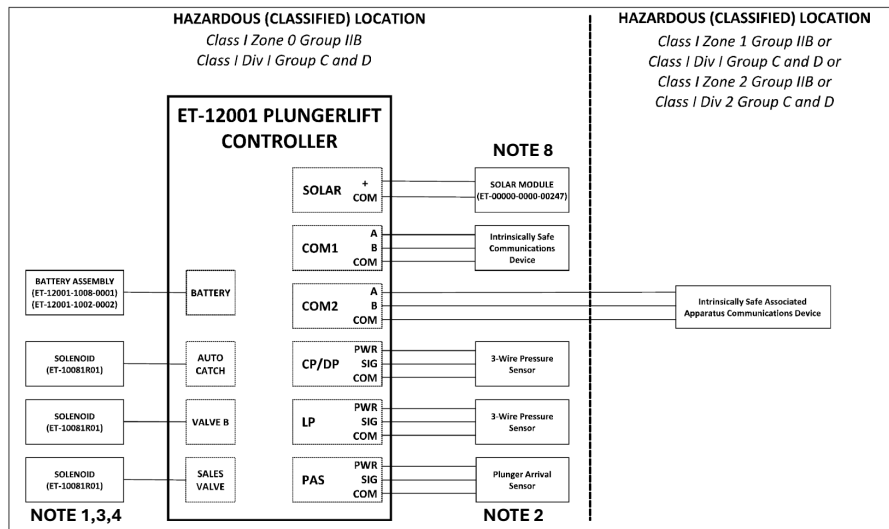 HAZARDOUS (CLASSIFIED) LOCATION
Class I Zone 0 Group IIB
Class I Div I Group C and D
HAZARDOUS (CLASSIFIED) LOCATION
Class I Zone 1 Group IIB or
Class I Div I Group C and D or
Class I Zone 2 Group IIB or
Class I Div 2 Group C and D
ET-12001 PLUNGERLIFT
CONTROLLER
NOTE 8
SOLAR
+
COM
SOLAR MODULE
(ET-00000-0000-00247)
COM1
A
B
COM
Intrinsically Safe
Communications
Device
BATTERY ASSEMBLY
(ET-12001-1008-0001)
(ET-12001-1002-0002)
BATTERY
COM2
A
B
COM
Intrinsically Safe Associated
Apparatus Communications Device
SOLENOID
(ET-10081R01)
AUTO
CATCH
CP/DP
PWR
SIG
COM
3-Wire Pressure
Sensor
SOLENOID
(ET-10081R01)
VALVE B
LP
PWR
SIG
COM
3-Wire Pressure
Sensor
SOLENOID
(ET-10081R01)
SALES
VALVE
PAS
PWR
SIG
COM
Plunger Arrival
Sensor
NOTE 1,3,4
NOTE 2